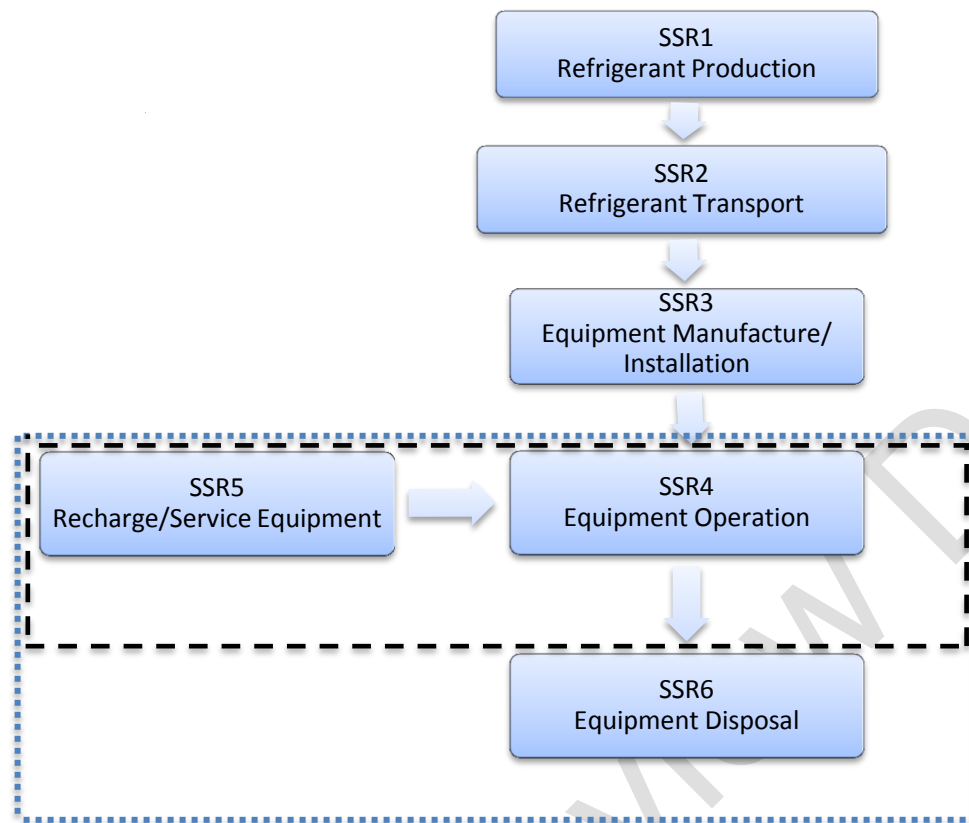 SSR1
Refrigerant Production
SSR2
Refrigerant Transport
SSR3
Equipment Manufacture/
Installation
SSR5
Recharge/Service Equipment
SSR4
Equipment Operation
SSR6
Equipment Disposal